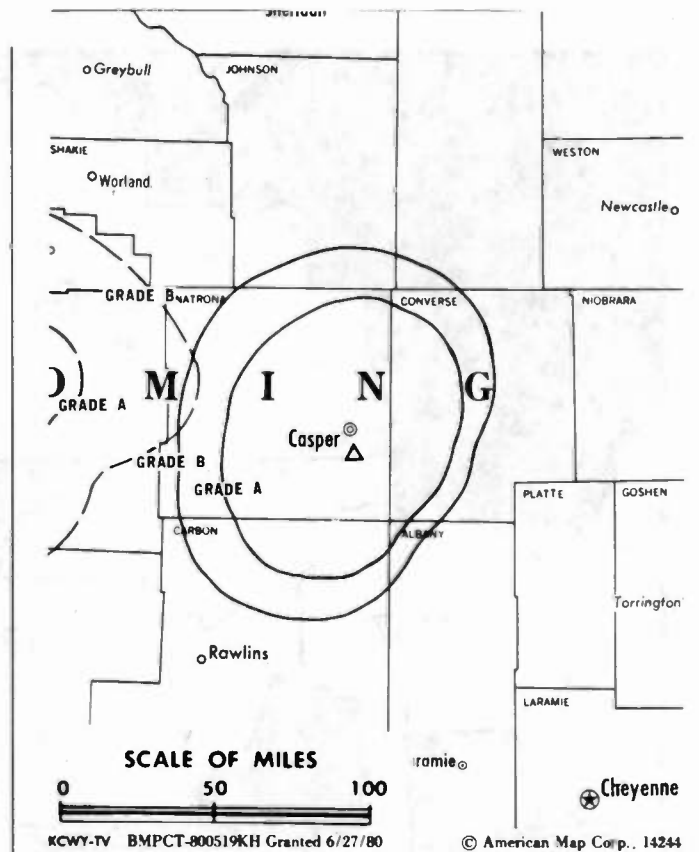 Sheridan
Greybull
JOHNSON
SHAKIE
WESTON
Worland
Newcastle
GRADE B
NATRONA
CONVERSE
NIOBRARA
O M I N G
GRADE A
Casper
GRADE B
GRADE A
PLATTE
GOSHEN
CARBON
ALBANY
Torrington
Rawlins
LARAMIE
SCALE OF MILES
ramie
0 50 100
Cheyenne
KCWY-TV BMPCT-800519KH Granted 6/27/80
© American Map Corp., 14244